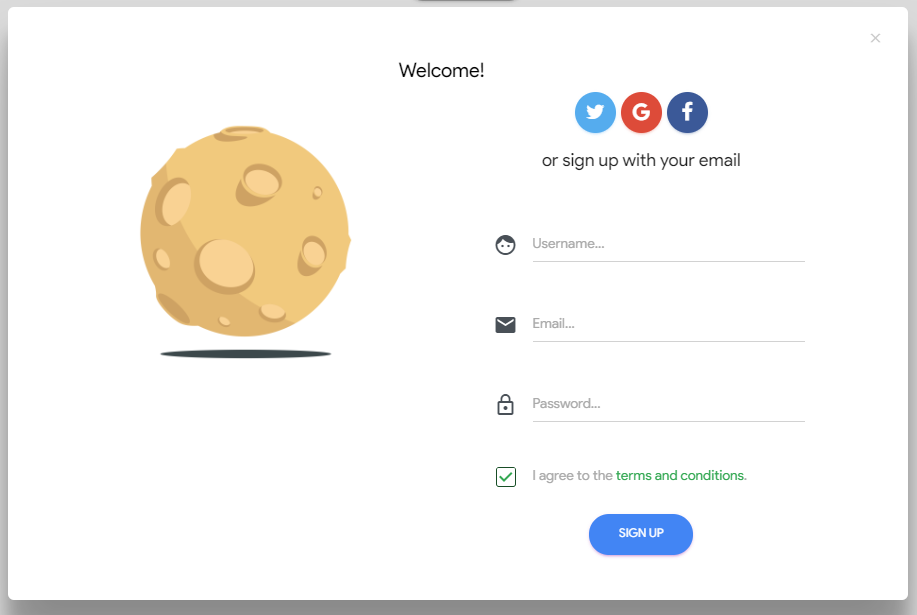 Welcome!
or sign up with your email
Username...
Email...
Password...
I agree to the terms and conditions.
SIGN UP